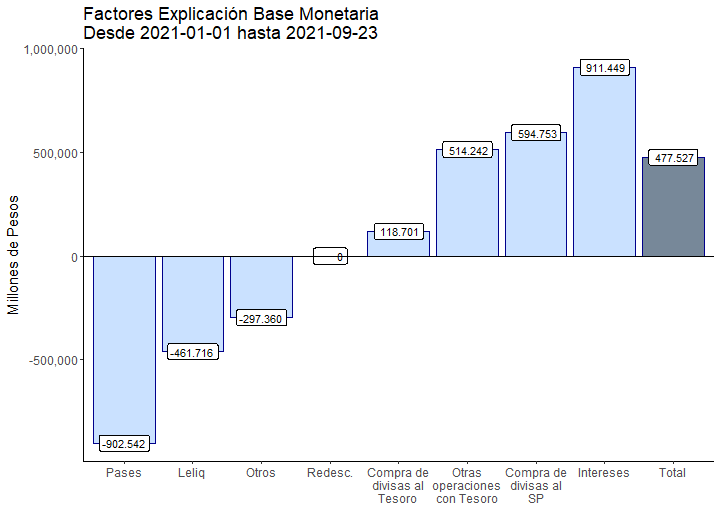 Factores Explicación Base Monetaria
Desde 2021-01-01 hasta 2021-09-23
Millones de Pesos
1,000,000
500,000
0
-500,000
-902.542
-461.716
-297.360
0
118.701
514.242
594.753
911.449
477.527
Pases
Leliq
Otros
Redesc.
Compra de
divisas al
Tesoro
Otras
operaciones
con Tesoro
Compra de
divisas al
SP
Intereses
Total